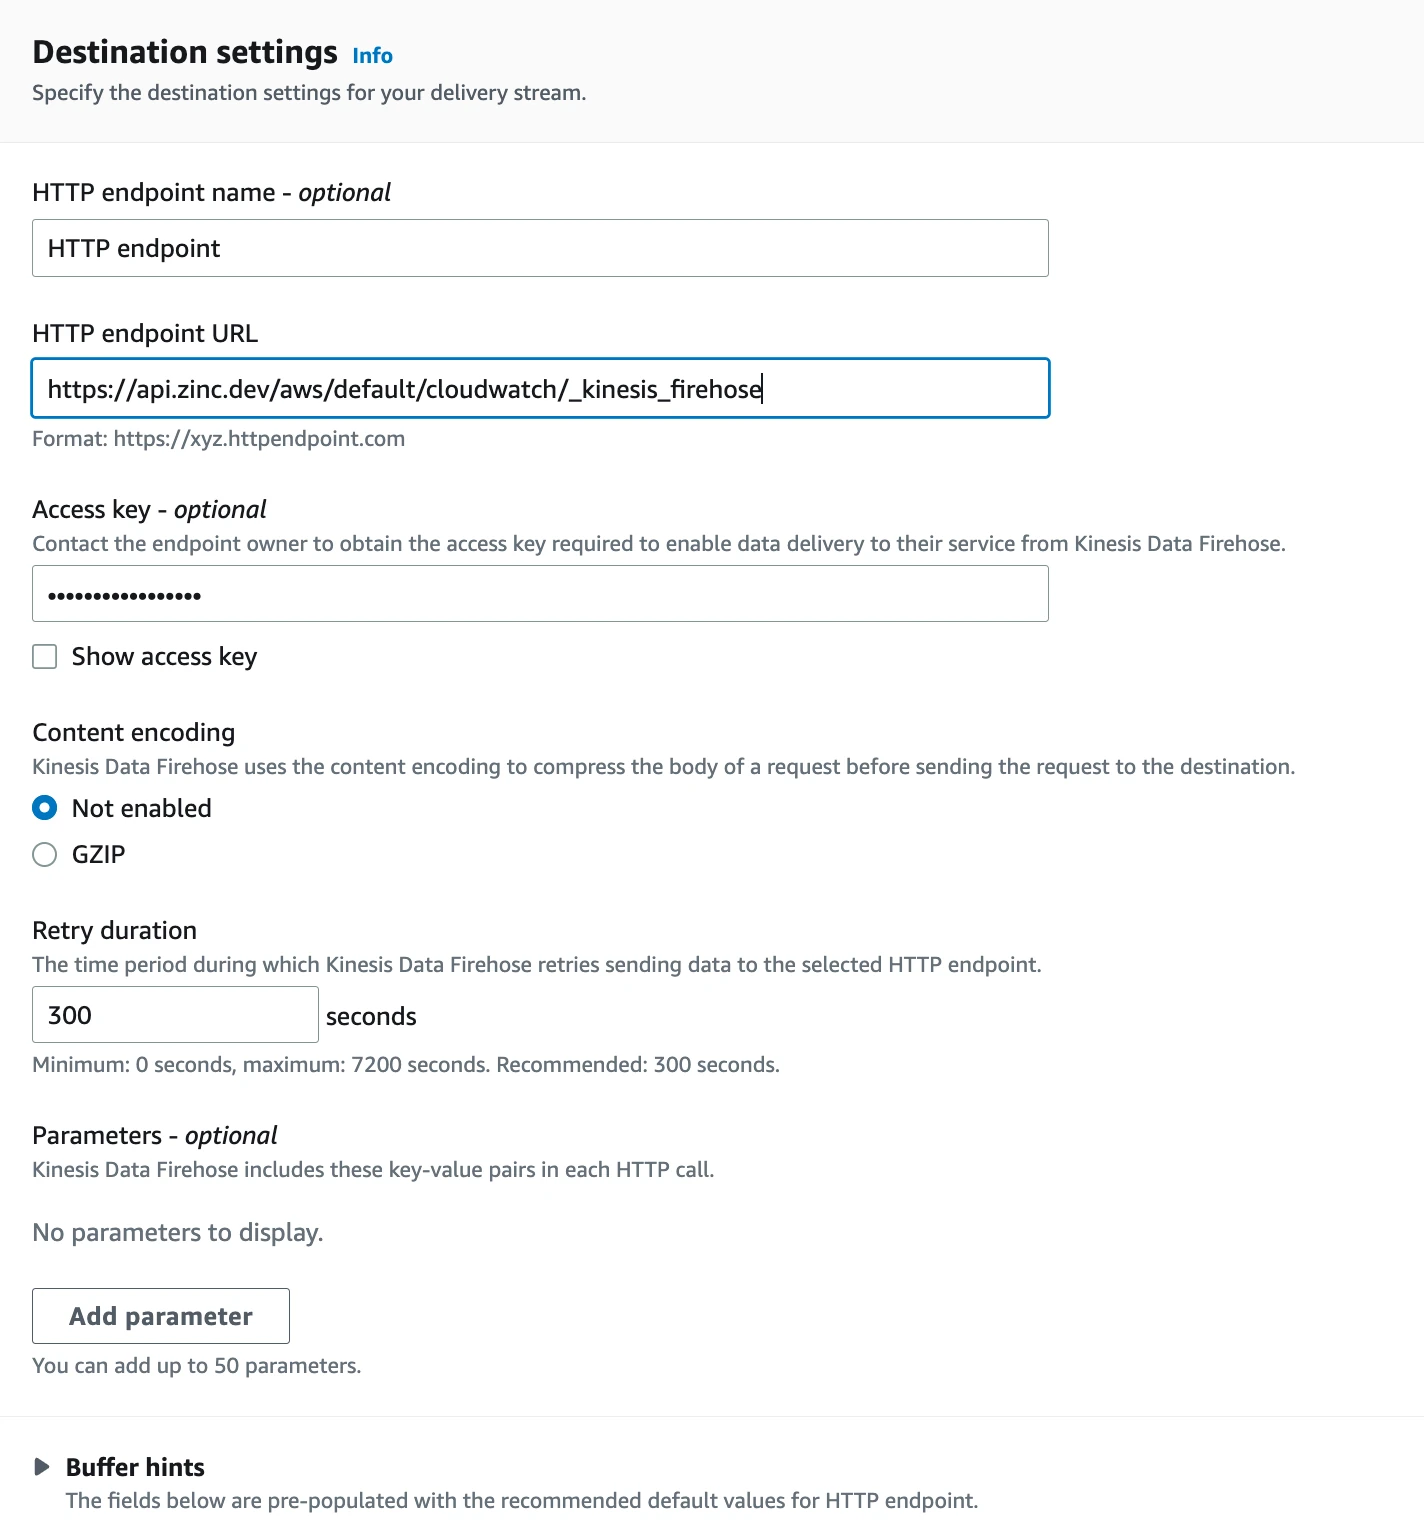 Destination settings Info
Specify the destination settings for your delivery stream.
HTTP endpoint name - optional
HTTP endpoint
HTTP endpoint URL
https://api.zinc.dev/aws/default/cloudwatch/_kinesis_firehose
Format: https://xyz.httpendpoint.com
Access key - optional
Contact the endpoint owner to obtain the access key required to enable data delivery to their service from Kinesis Data Firehose.
•••••••••••••••••
Show access key
Content encoding
Kinesis Data Firehose uses the content encoding to compress the body of a request before sending the request to the destination.
Not enabled
GZIP
Retry duration
The time period during which Kinesis Data Firehose retries sending data to the selected HTTP endpoint.
300 seconds
Minimum: 0 seconds, maximum: 7200 seconds. Recommended: 300 seconds.
Parameters - optional
Kinesis Data Firehose includes these key-value pairs in each HTTP call.
No parameters to display.
Add parameter
You can add up to 50 parameters.
Buffer hints
The fields below are pre-populated with the recommended default values for HTTP endpoint.